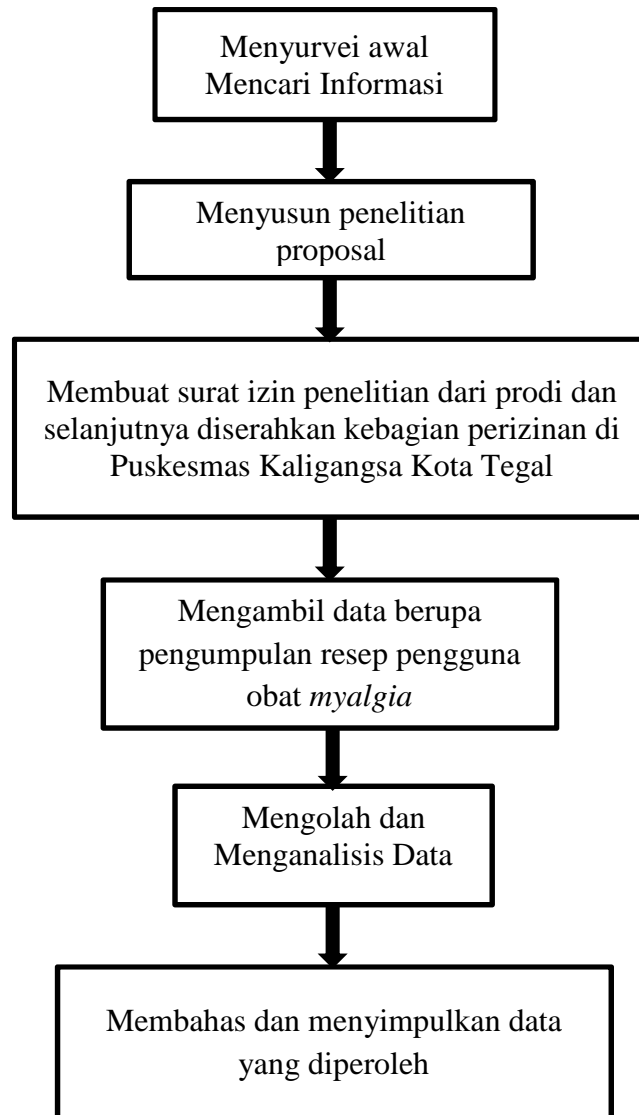 Menyurvei awal
Mencari Informasi
Menyusun penelitian
proposal
Membuat surat izin penelitian dari prodi dan
selanjutnya diserahkan kebagian perizinan di
Puskesmas Kaligangsa Kota Tegal
Mengambil data berupa
pengumpulan resep pengguna
obat myalgia
Mengolah dan
Menganalisis Data
Membahas dan menyimpulkan data
yang diperoleh